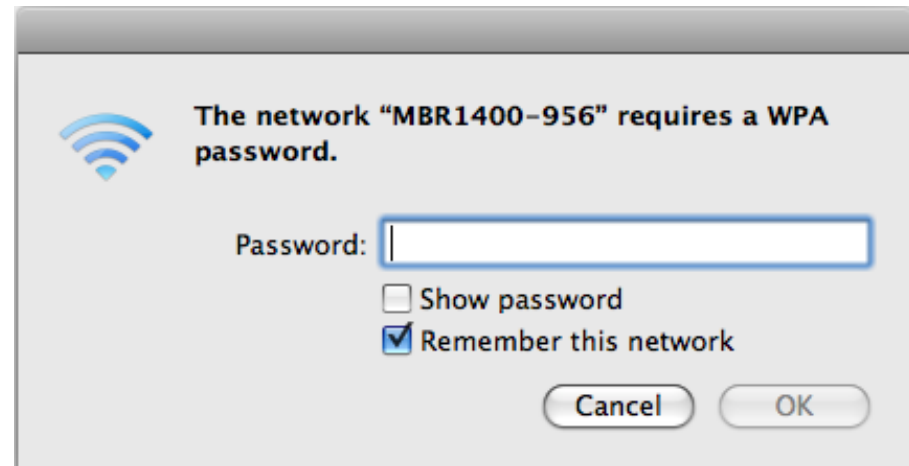 The network “MBR1400–956” requires a WPA
password.
Password:
Show password
Remember this network
Cancel OK